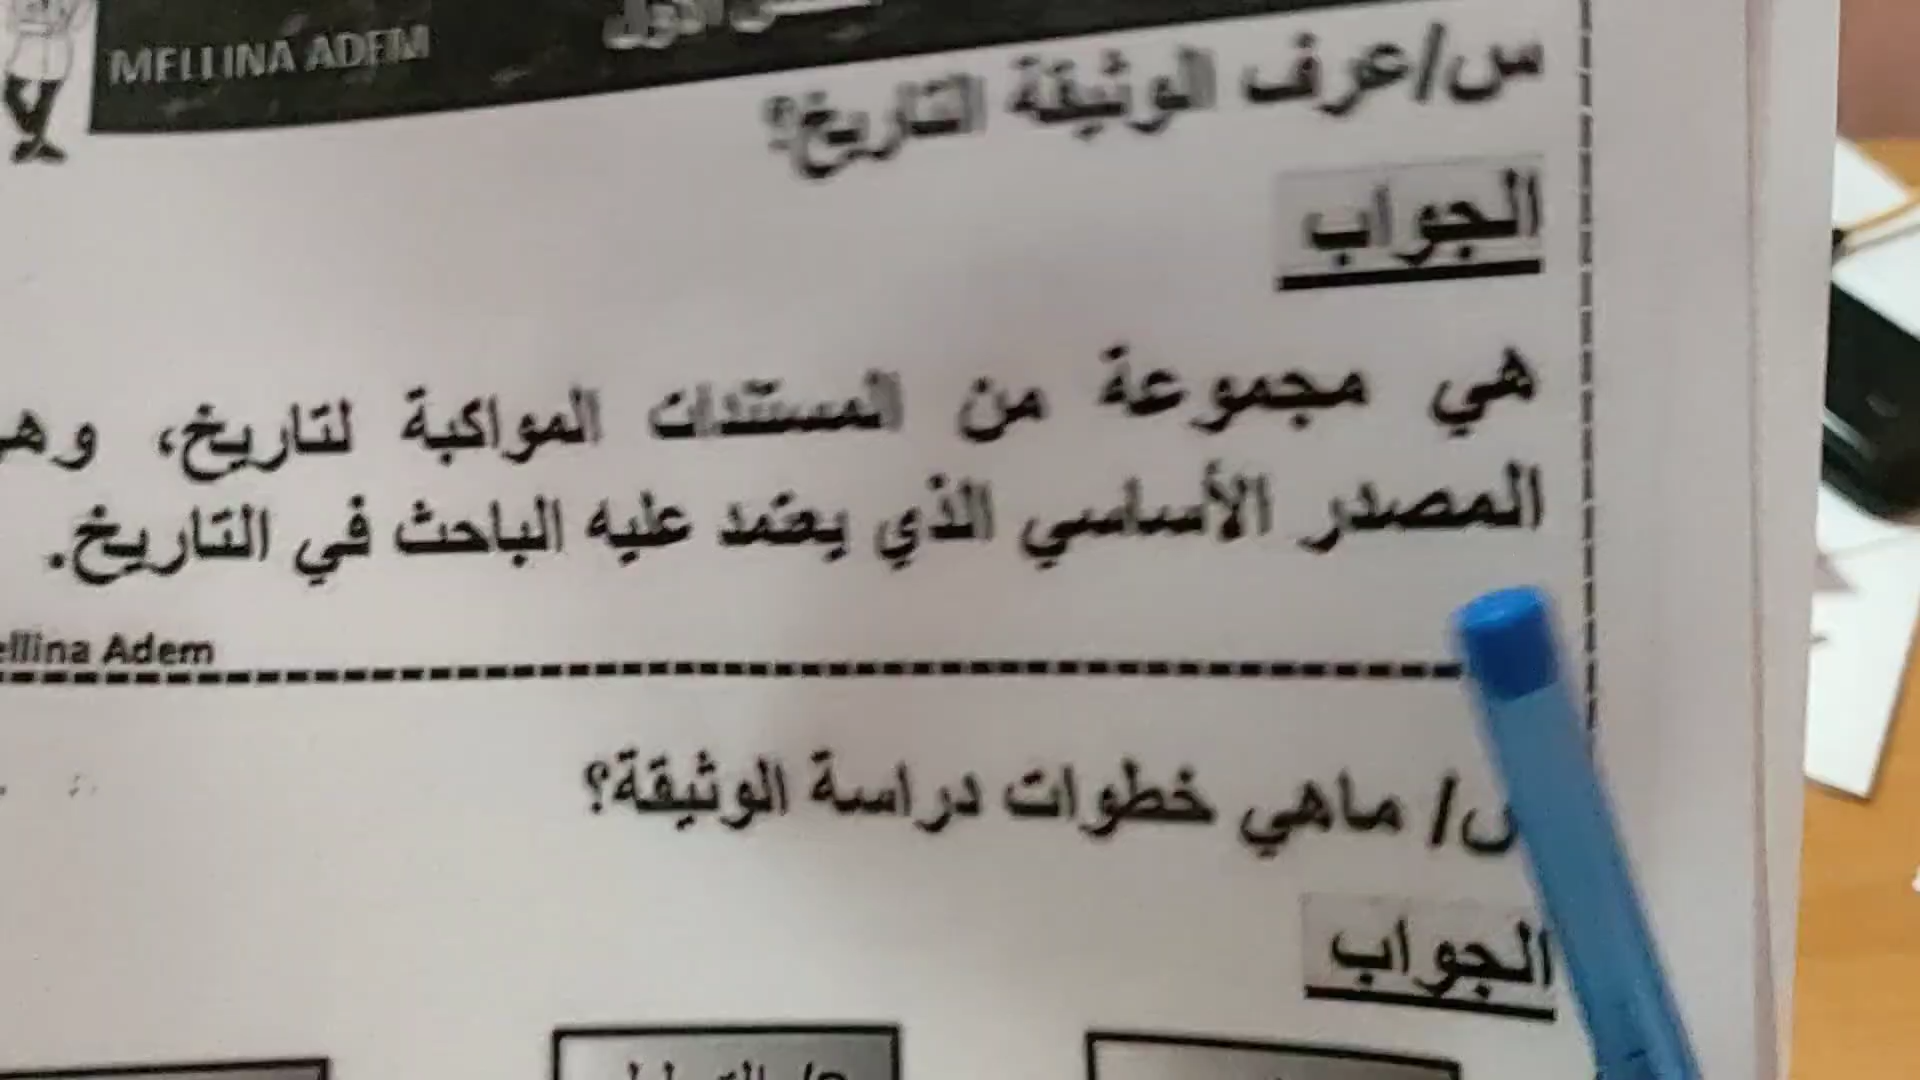 MELLINA ADEM
س/عرف الوثيقة التاريخ؟
الجواب
هي مجموعة من المستندات المواكبة لتاريخ، وهي
المصدر الأساسي الذي يعتمد عليه الباحث في التاريخ.
ellina Adem
س/ ماهي خطوات دراسة الوثيقة؟
الجواب